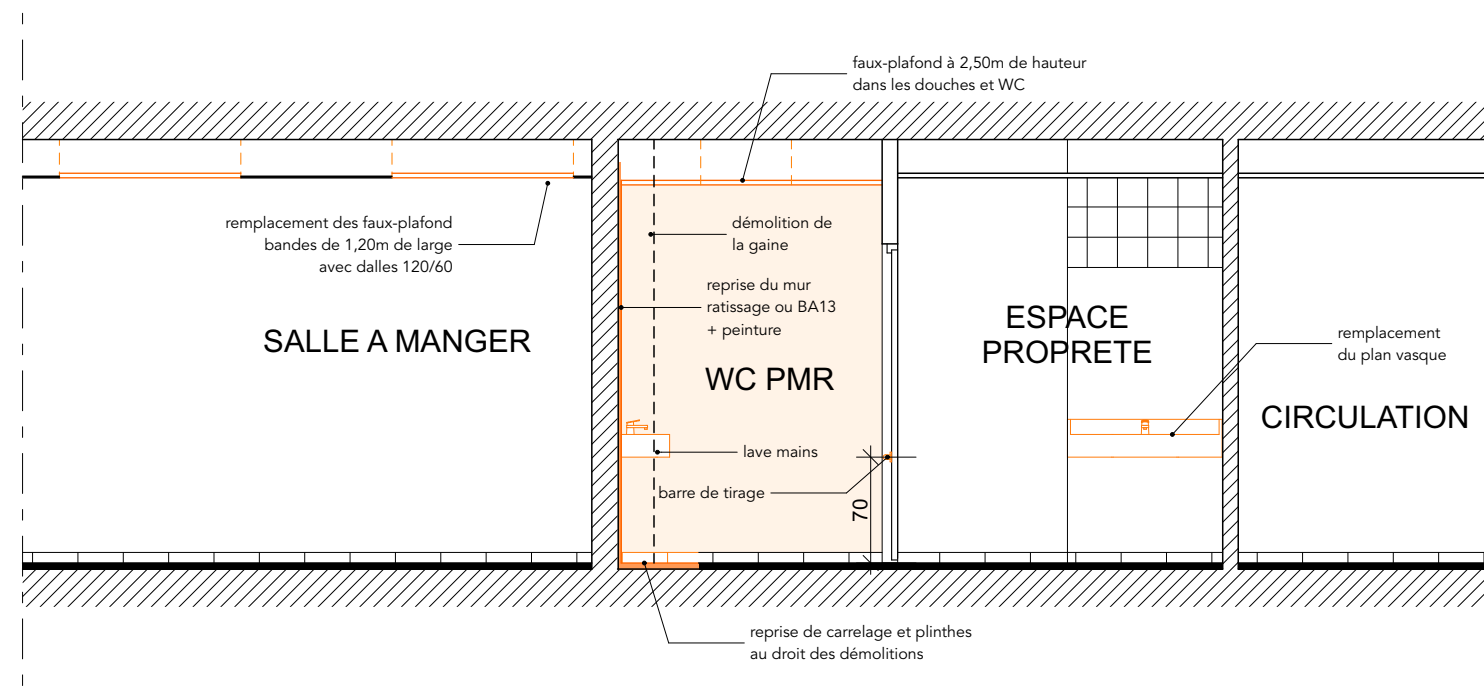 faux-plafond à 2,50m de hauteur
dans les douches et WC
remplacement des faux-plafond
bandes de 1,20m de large
avec dalles 120/60
démolition de
la gaine
reprise du mur
ratissage ou BA13
+ peinture
SALLE A MANGER
WC PMR
ESPACE
PROPRETE
remplacement
du plan vasque
CIRCULATION
lave mains
barre de tirage
70
reprise de carrelage et plinthes
au droit des démolitions